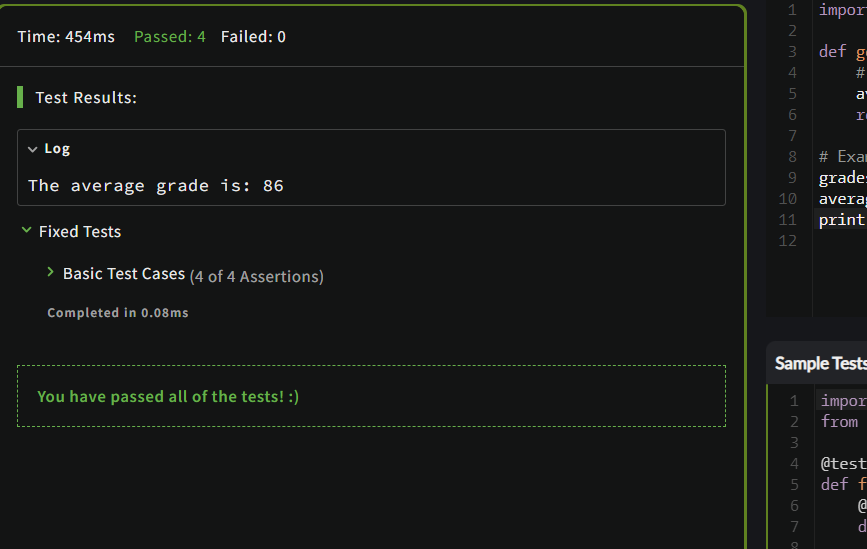 Time: 454ms Passed: 4 Failed: 0
Test Results:
Log
The average grade is: 86
Fixed Tests
Basic Test Cases (4 of 4 Assertions)
Completed in 0.08ms
You have passed all of the tests! :)
1 impor
2
3 def g
4 #
5 a
6 r
7
8 # Exa
9 grade
10 avera
11 print
12
Sample Tests
1 impor
2 from
3
4 @test
5 def f
6 @
7 d
8